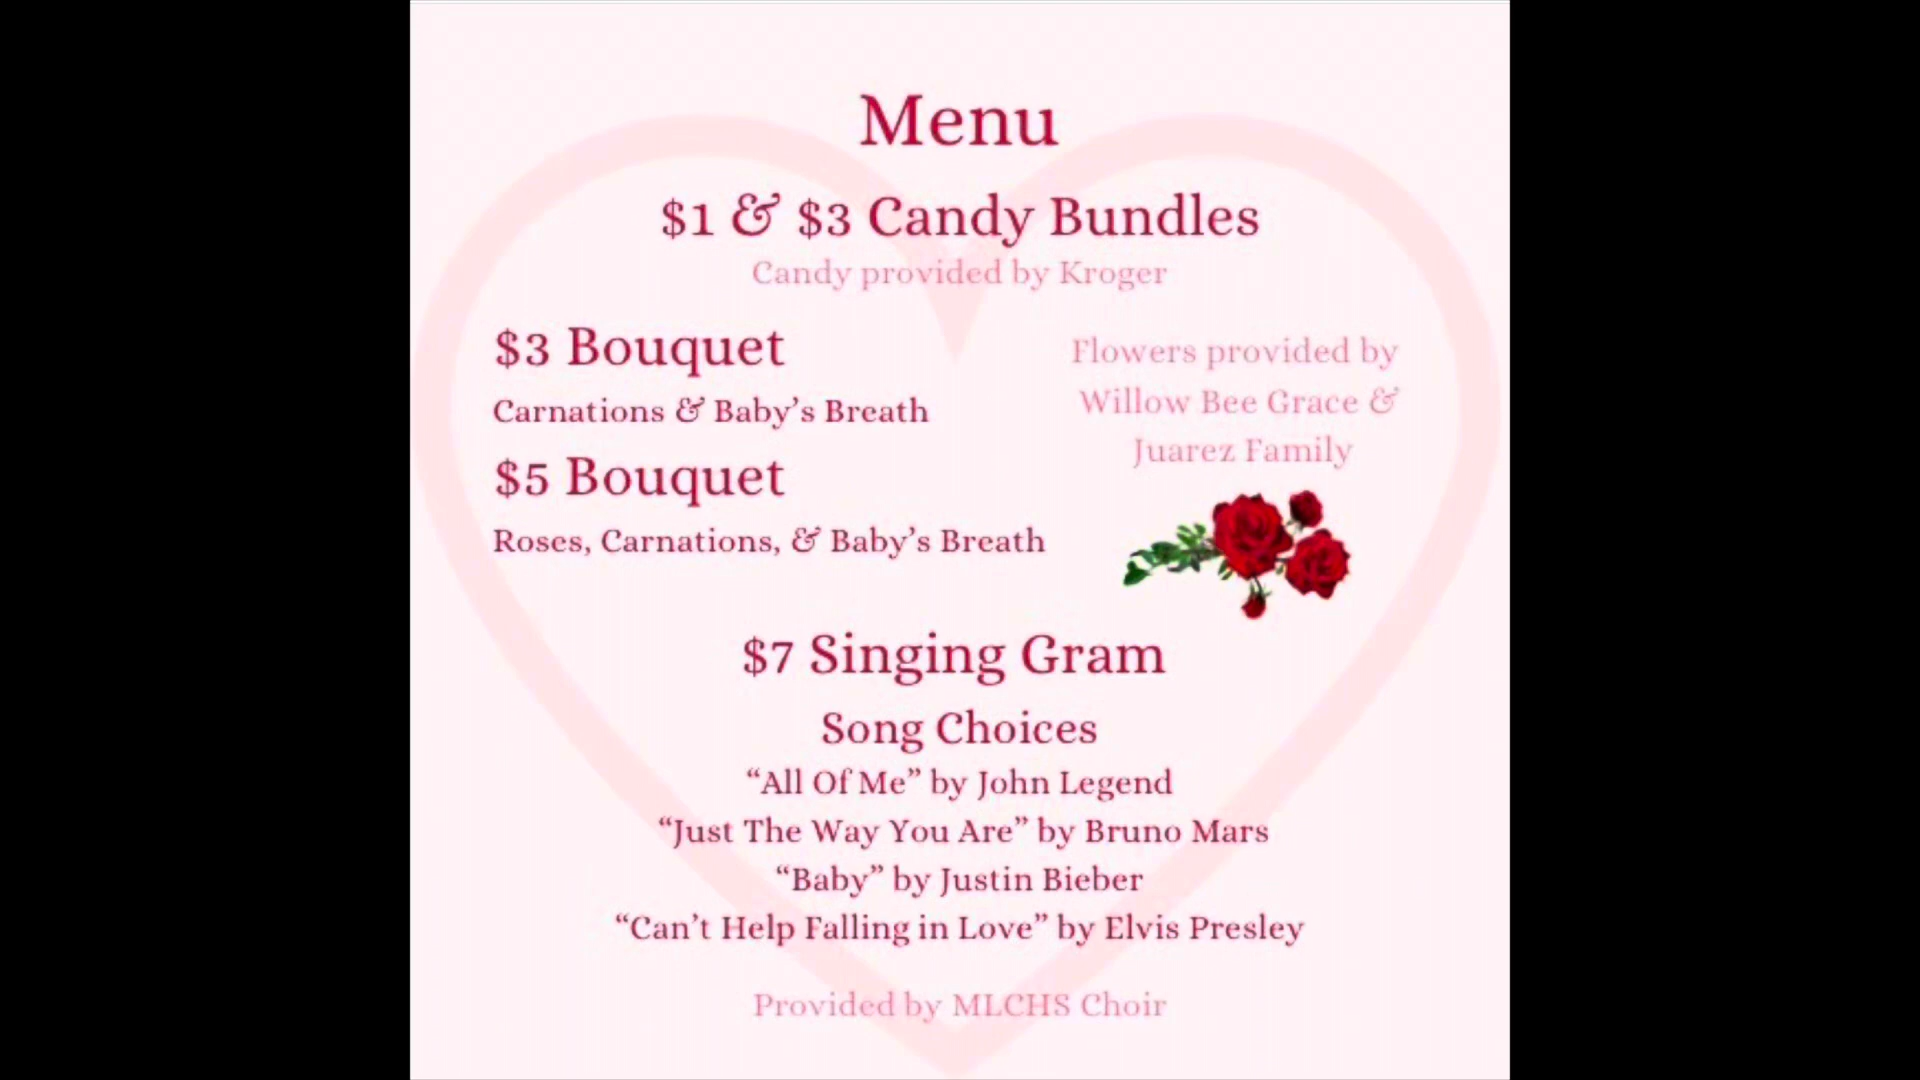 Menu
$1 & $3 Candy Bundles
Candy provided by Kroger
$3 Bouquet
Carnations & Baby’s Breath
$5 Bouquet
Roses, Carnations, & Baby’s Breath
Flowers provided by
Willow Bee Grace &
Juarez Family
$7 Singing Gram
Song Choices
“All Of Me” by John Legend
“Just The Way You Are” by Bruno Mars
“Baby” by Justin Bieber
“Can’t Help Falling in Love” by Elvis Presley
Provided by MLCHS Choir